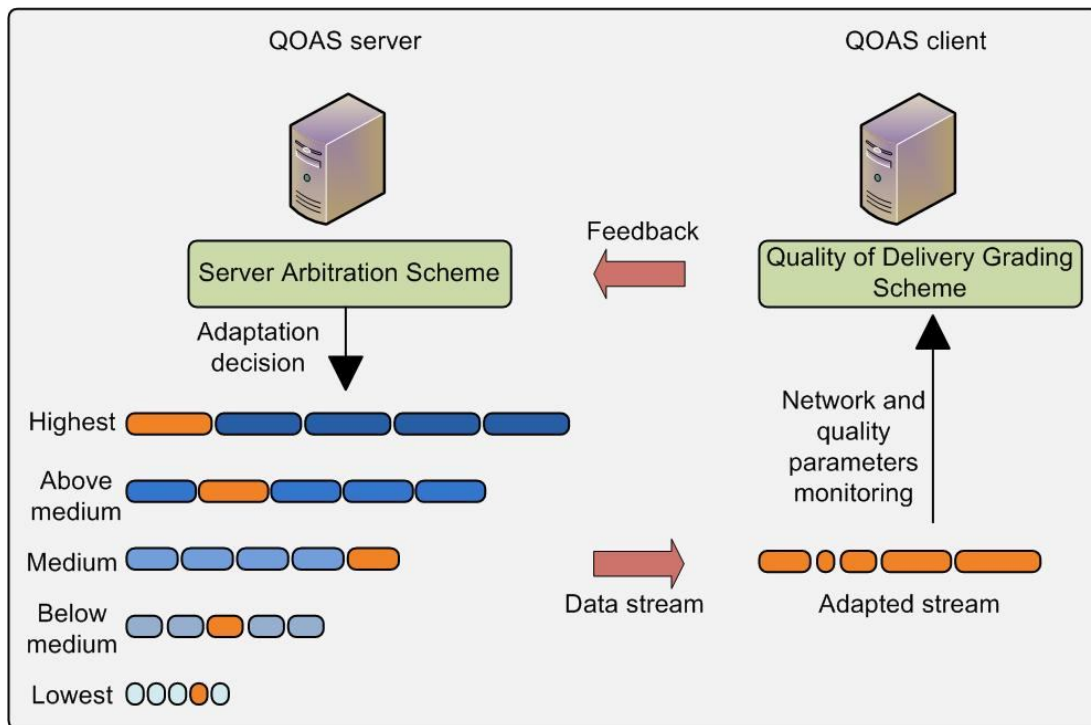 QOAS server
QOAS client
Feedback
Server Arbitration Scheme
Quality of Delivery Grading
Scheme
Adaptation
decision
Highest
Above
medium
Medium
Below
medium
Lowest
Network and
quality
parameters
monitoring
Data stream
Adapted stream